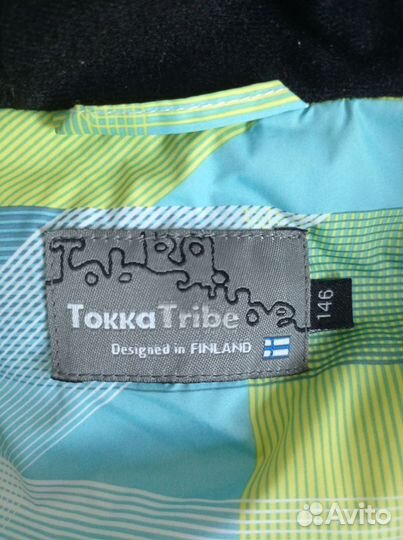 TokkaTribe
Designed in FINLAND
146
Avito